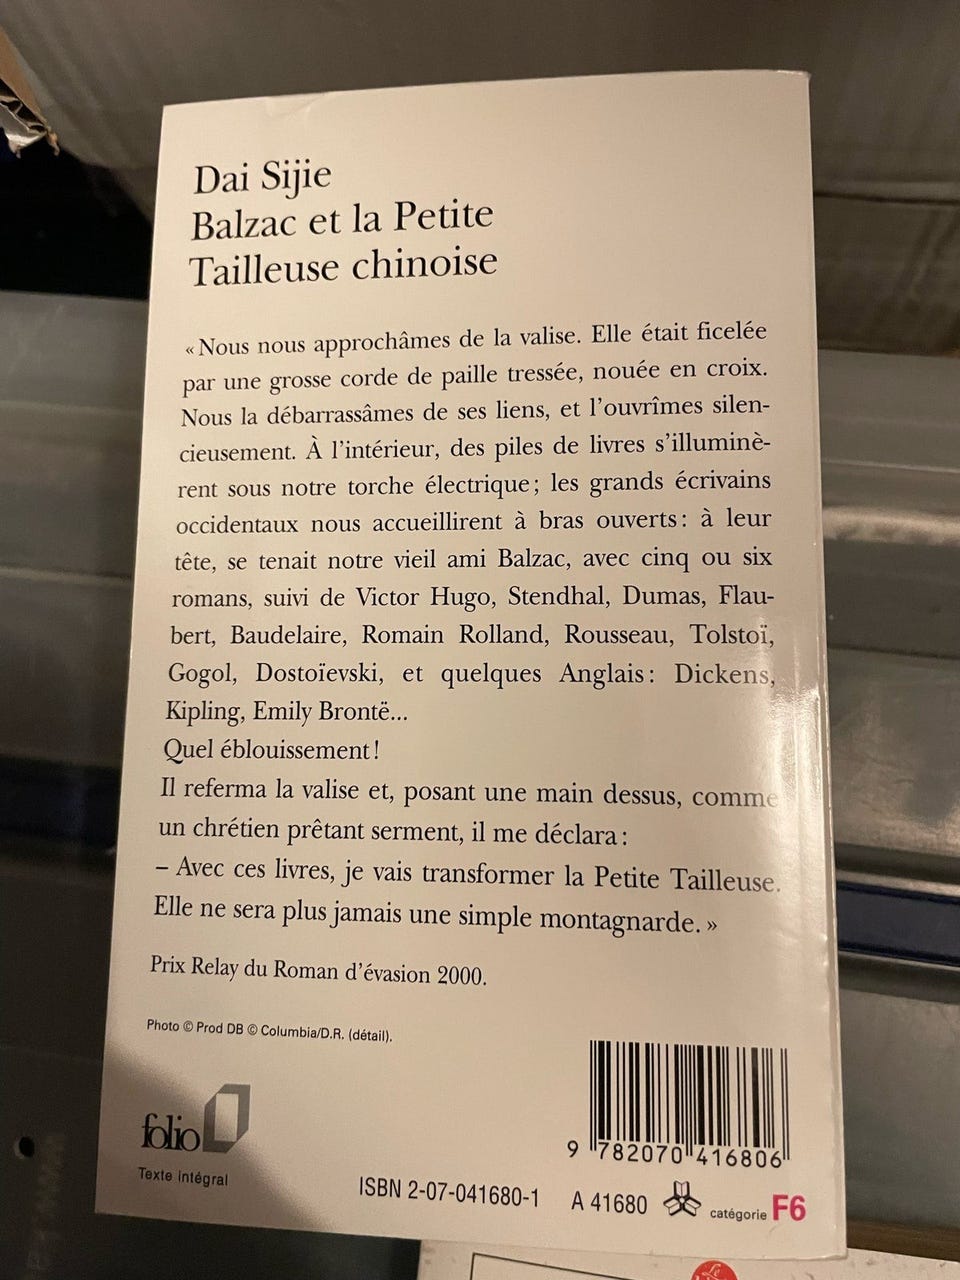 Dai Sijie
Balzac et la Petite
Tailleuse chinoise
« Nous nous approchâmes de la valise. Elle était ficelée
par une grosse corde de paille tressée, nouée en croix.
Nous la débarrassâmes de ses liens, et l'ouvrîmes silen-
cieusement. À l'intérieur, des piles de livres s'illuminè-
rent sous notre torche électrique ; les grands écrivains
occidentaux nous accueillirent à bras ouverts : à leur
tête, se tenait notre vieil ami Balzac, avec cinq ou six
romans, suivi de Victor Hugo, Stendhal, Dumas, Flau-
bert, Baudelaire, Romain Rolland, Rousseau, Tolstoï,
Gogol, Dostoïevski, et quelques Anglais : Dickens,
Kipling, Emily Brontë...
Quel éblouissement !
Il referma la valise et, posant une main dessus, comme
un chrétien prêtant serment, il me déclara :
– Avec ces livres, je vais transformer la Petite Tailleuse.
Elle ne sera plus jamais une simple montagnarde. »
Prix Relay du Roman d'évasion 2000.
Photo © Prod DB © Columbia/D.R. (détail).
folio
Texte intégral
9 782070 416806
ISBN 2-07-041680-1 A 41680 catégorie F6
Le